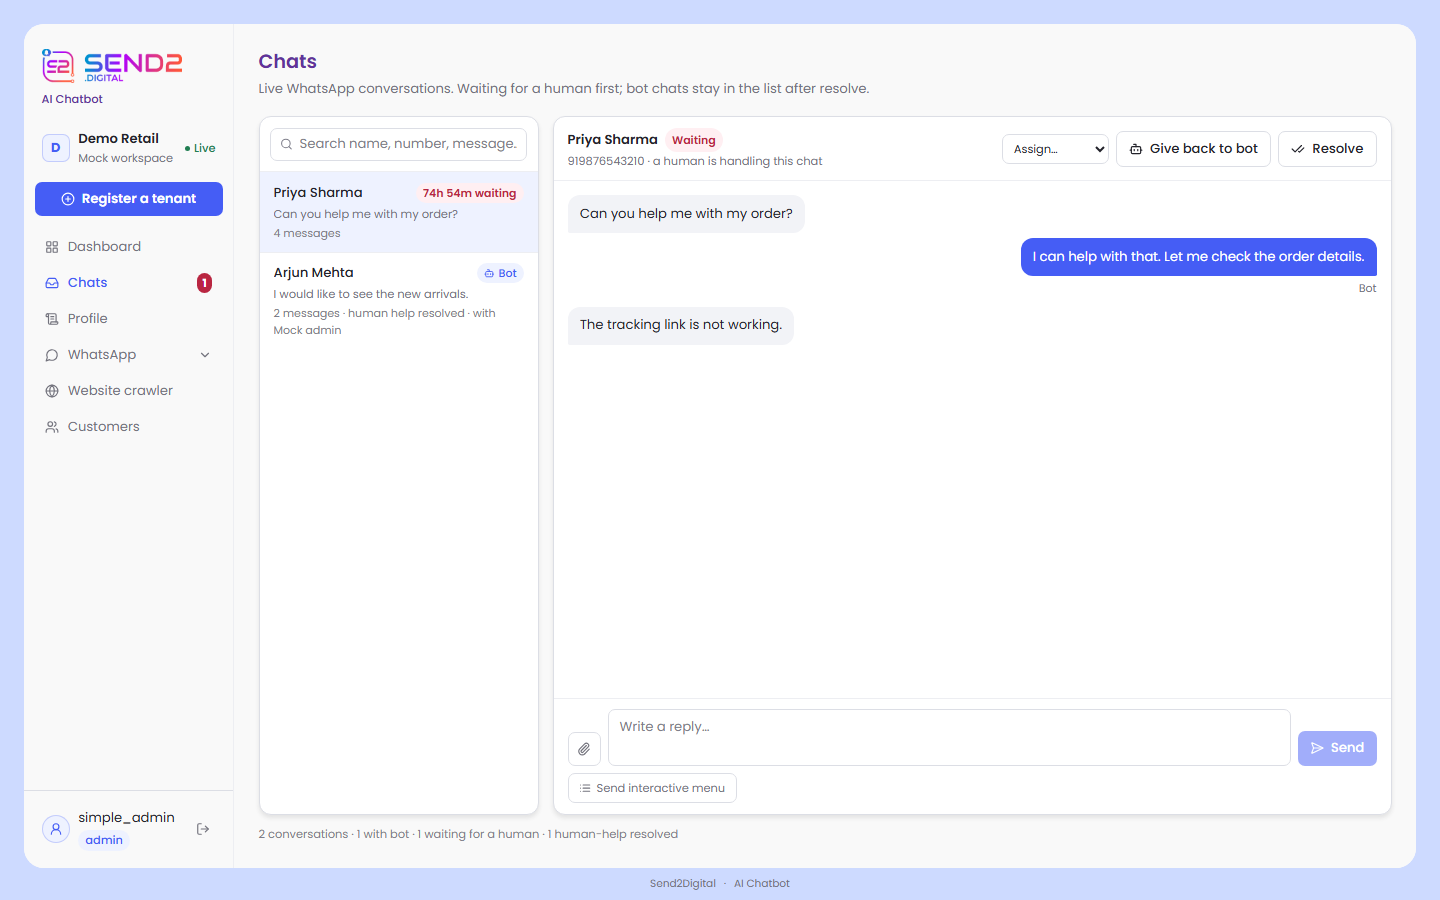 SEND2
.DIGITAL
AI Chatbot
D
Demo Retail
Mock workspace
Live
Register a tenant
Dashboard
Chats
1
Profile
WhatsApp
Website crawler
Customers
simple_admin
admin
Chats
Live WhatsApp conversations. Waiting for a human first; bot chats stay in the list after resolve.
Search name, number, message.
Priya Sharma
74h 54m waiting
Can you help me with my order?
4 messages
Arjun Mehta
Bot
I would like to see the new arrivals.
2 messages · human help resolved · with
Mock admin
Priya Sharma
Waiting
919876543210 · a human is handling this chat
Assign...
Give back to bot
Resolve
Can you help me with my order?
I can help with that. Let me check the order details.
Bot
The tracking link is not working.
Write a reply...
Send
Send interactive menu
2 conversations · 1 with bot · 1 waiting for a human · 1 human-help resolved
Send2Digital · AI Chatbot